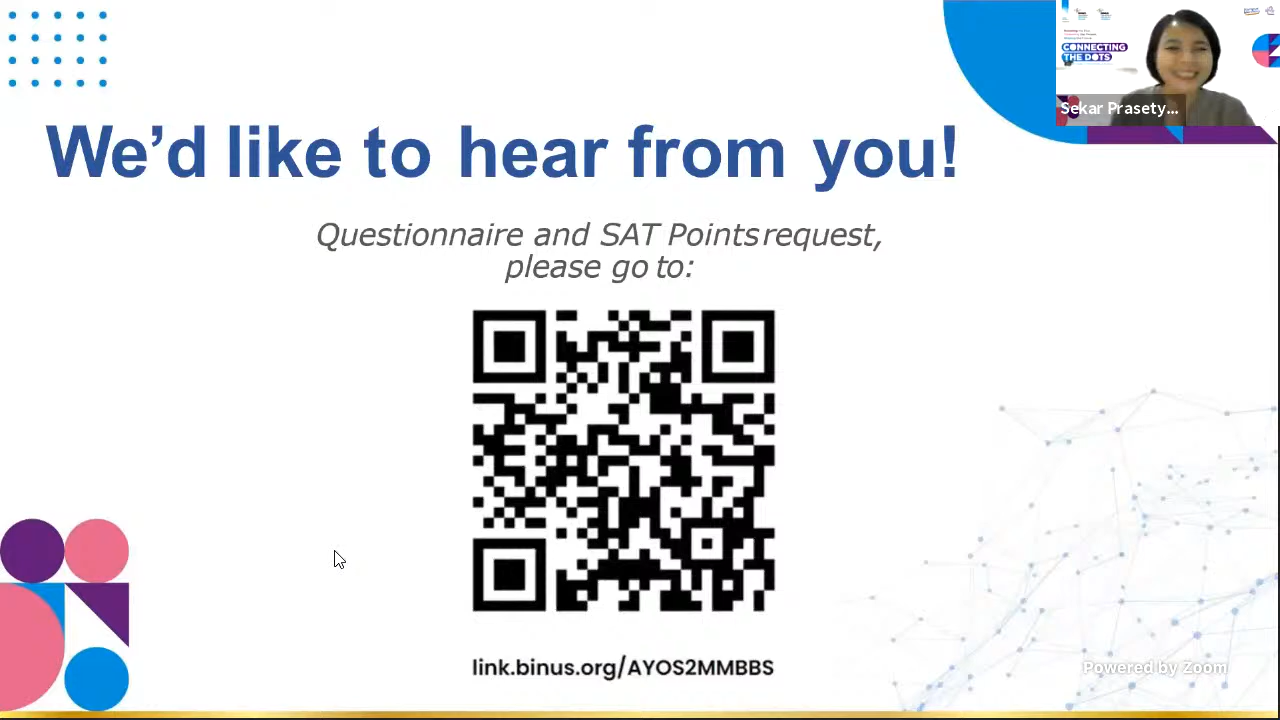 We’d like to hear from you!
Questionnaire and SAT Points request,
please go to:
link.binus.org/AYOS2MMBBS
CONNECTING
THE DOTS
Sekar Prasety...
Powered by Zoom